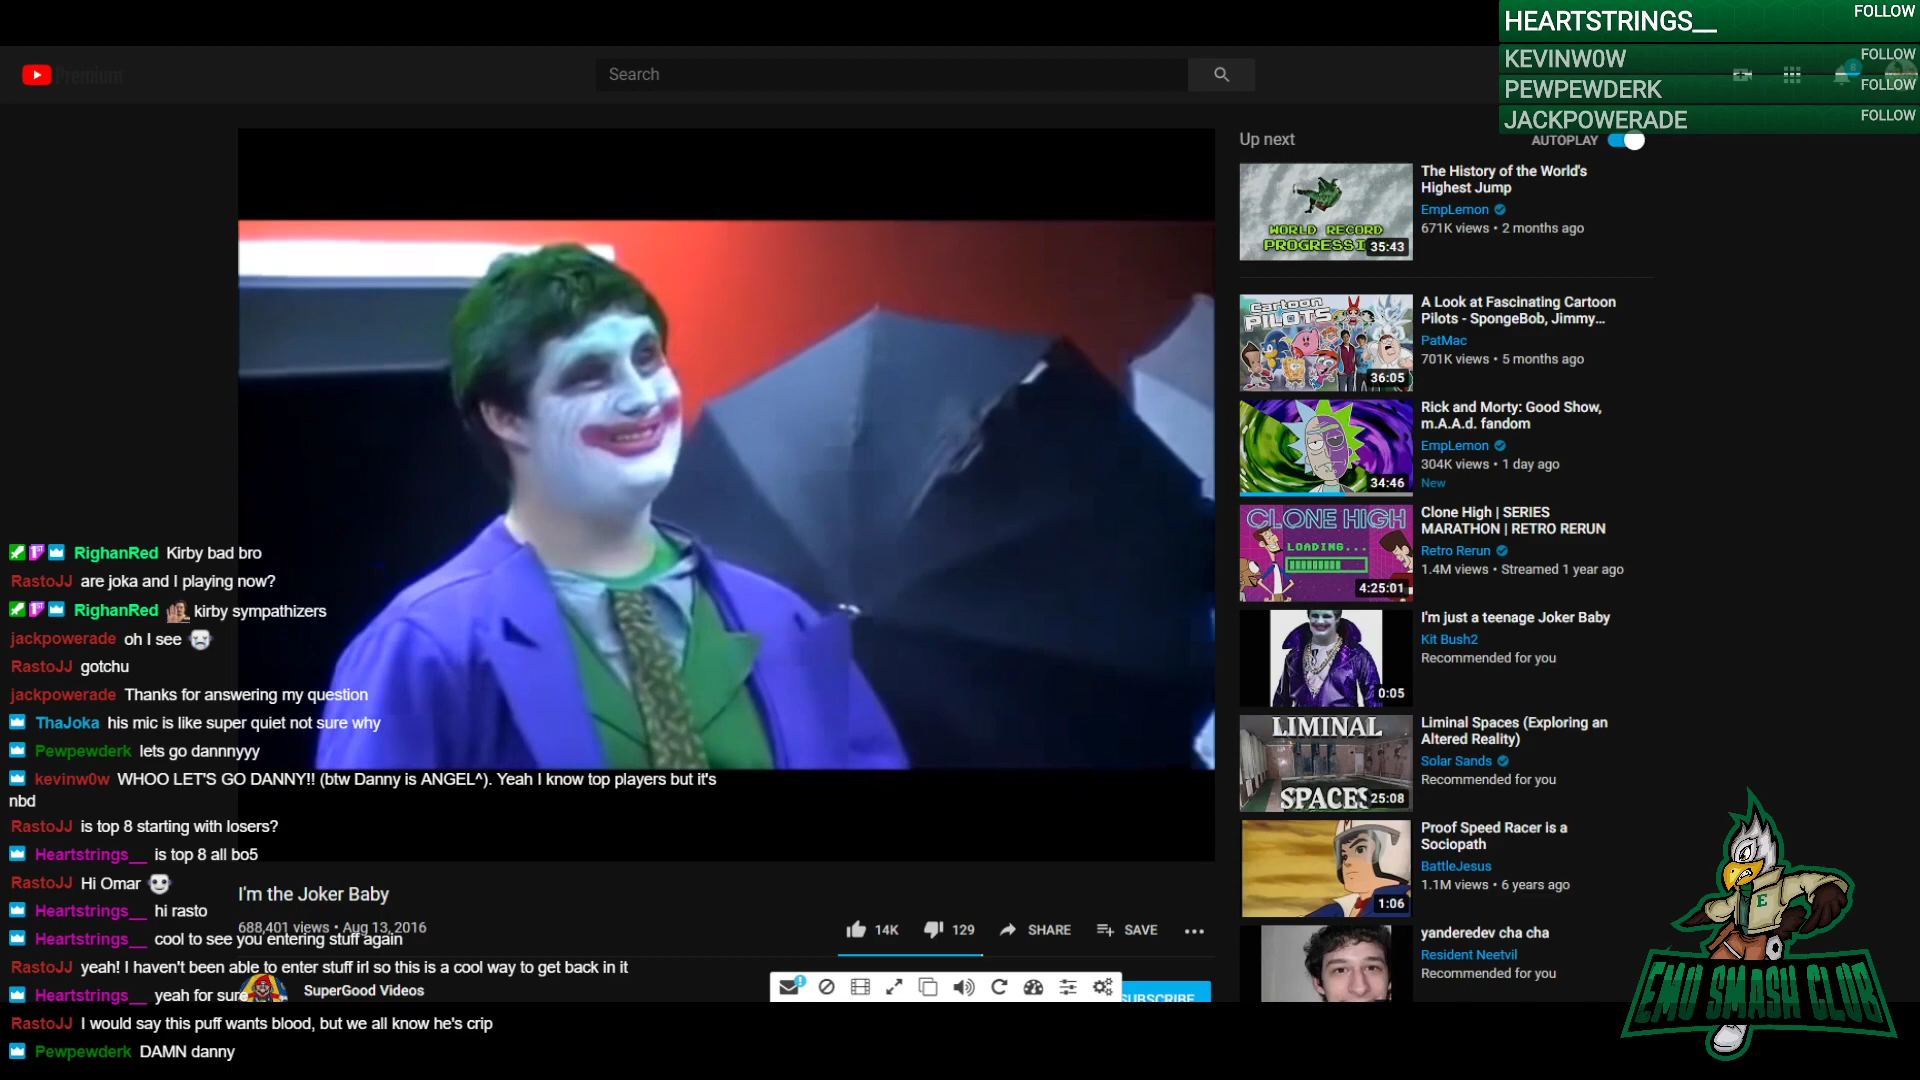 HEARTSTRINGS__ FOLLOW
KEVINW0W FOLLOW
PEWPEWDERK FOLLOW
JACKPOWERADE FOLLOW
Premium
Search
8
Up next
AUTOPLAY
WORLD RECORD
PROGRESSI
35:43
The History of the World's
Highest Jump
EmpLemon
671K views • 2 months ago
Cartoon
PILOTS
36:05
A Look at Fascinating Cartoon
Pilots - SpongeBob, Jimmy...
PatMac
701K views • 5 months ago
34:46
Rick and Morty: Good Show,
m.A.A.d. fandom
EmpLemon
304K views • 1 day ago
New
CLONE HIGH
LOADING...
4:25:01
Clone High | SERIES
MARATHON | RETRO RERUN
Retro Rerun
1.4M views • Streamed 1 year ago
0:05
I'm just a teenage Joker Baby
Kit Bush2
Recommended for you
LIMINAL
SPACES
25:08
Liminal Spaces (Exploring an
Altered Reality)
Solar Sands
Recommended for you
1:06
Proof Speed Racer is a
Sociopath
BattleJesus
1.1M views • 6 years ago
yanderedev cha cha
Resident Neetvil
Recommended for you
RighanRed Kirby bad bro
RastoJJ are joka and I playing now?
RighanRed kirby sympathizers
jackpowerade oh I see
RastoJJ gotchu
jackpowerade Thanks for answering my question
ThaJoka his mic is like super quiet not sure why
Pewpewderk lets go dannnyyy
kevinw0w WHOO LET'S GO DANNY!! (btw Danny is ANGEL^). Yeah I know top players but it's
nbd
RastoJJ is top 8 starting with losers?
Heartstrings__ is top 8 all bo5
RastoJJ Hi Omar
Heartstrings__ hi rasto
Heartstrings__ cool to see you entering stuff again
RastoJJ yeah! I haven't been able to enter stuff irl so this is a cool way to get back in it
Heartstrings__ yeah for sure
RastoJJ I would say this puff wants blood, but we all know he's crip
Pewpewderk DAMN danny
I'm the Joker Baby
688,401 views • Aug 13, 2016
14K 129 SHARE SAVE
SuperGood Videos
1
SUBSCRIBE
E
EMU SMASH CLUB